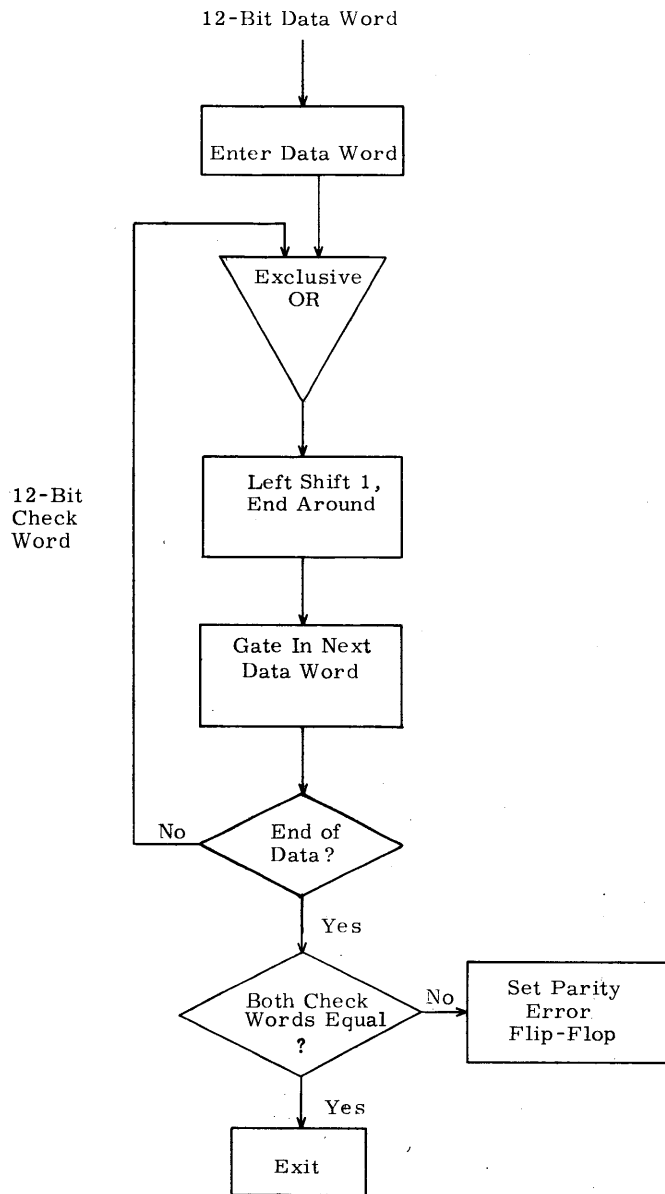 12-Bit Data Word
Enter Data Word
Exclusive
OR
Left Shift 1,
End Around
12-Bit
Check
Word
Gate In Next
Data Word
No
End of
Data?
Yes
Both Check
Words Equal
?
No
Set Parity
Error
Flip-Flop
Yes
Exit